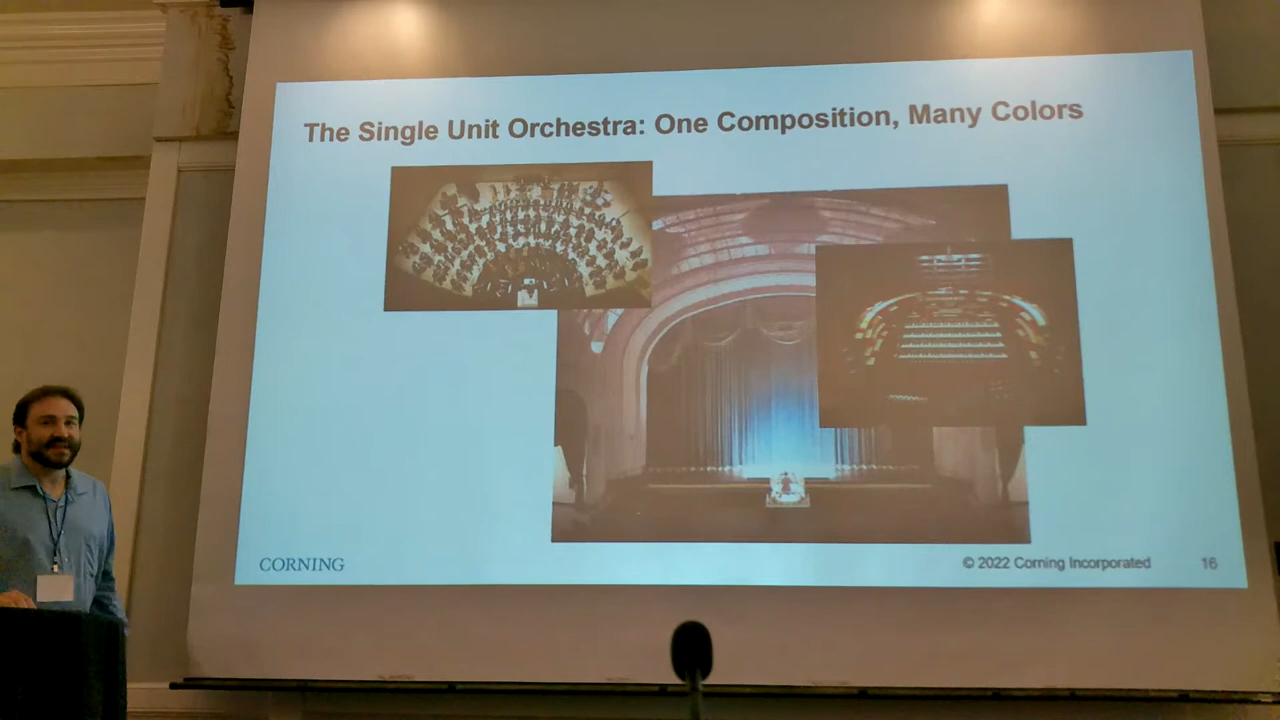 The Single Unit Orchestra: One Composition, Many Colors
CORNING
© 2022 Corning Incorporated
16